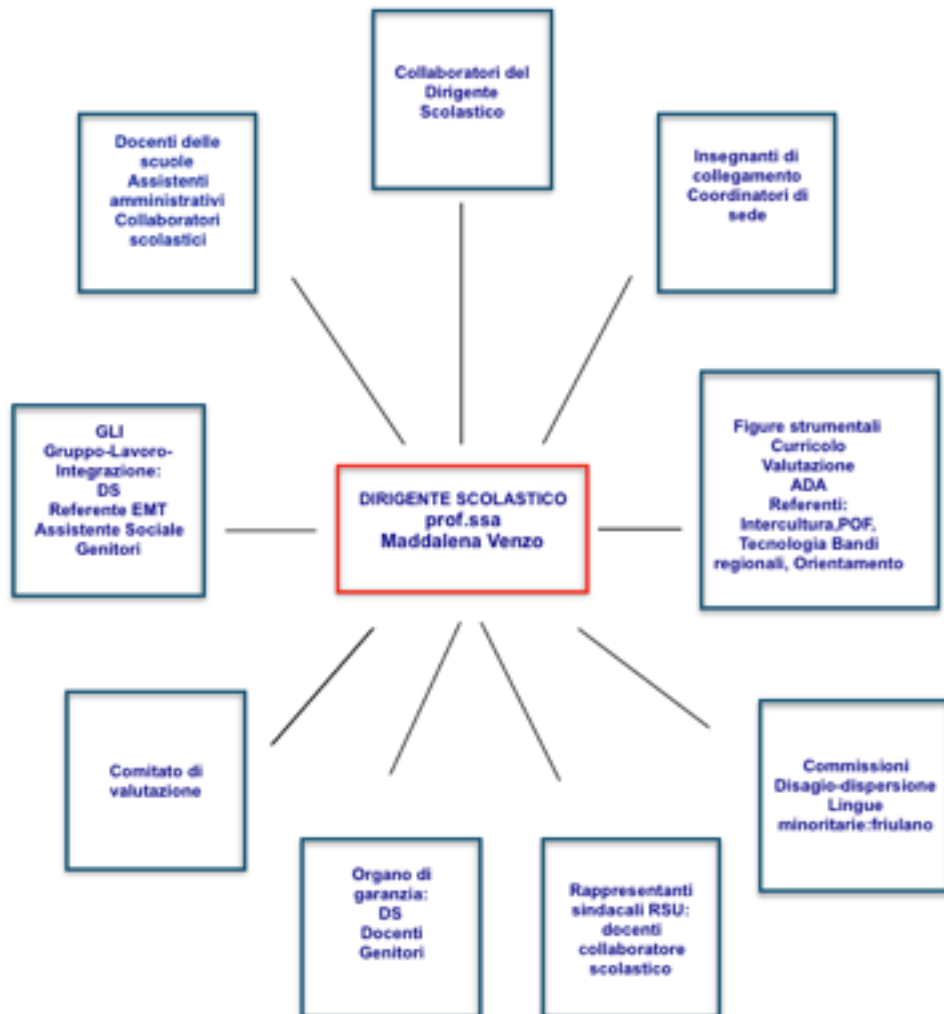 Collaboratori del
Dirigente
Scolastico
Docenti delle
scuole
Assistenti
amministrativi
Collaboratori
scolastici
Insegnanti di
collegamento
Coordinatori di
sede
GLI
Gruppo-Lavoro-
Integrazione:
DS
Referente EMT
Assistente Sociale
Genitori
DIRIGENTE SCOLASTICO
prof.ssa
Maddalena Venzo
Figure strumentali
Curricolo
Valutazione
ADA
Referenti:
Intercultura,POF,
Tecnologia Bandi
regionali, Orientamento
Comitato di
valutazione
Organo di
garanzia:
DS
Docenti
Genitori
Rappresentanti
sindacali RSU:
docenti
collaboratore
scolastico
Commissioni
Disagio-dispersione
Lingue
minoritarie:friulano